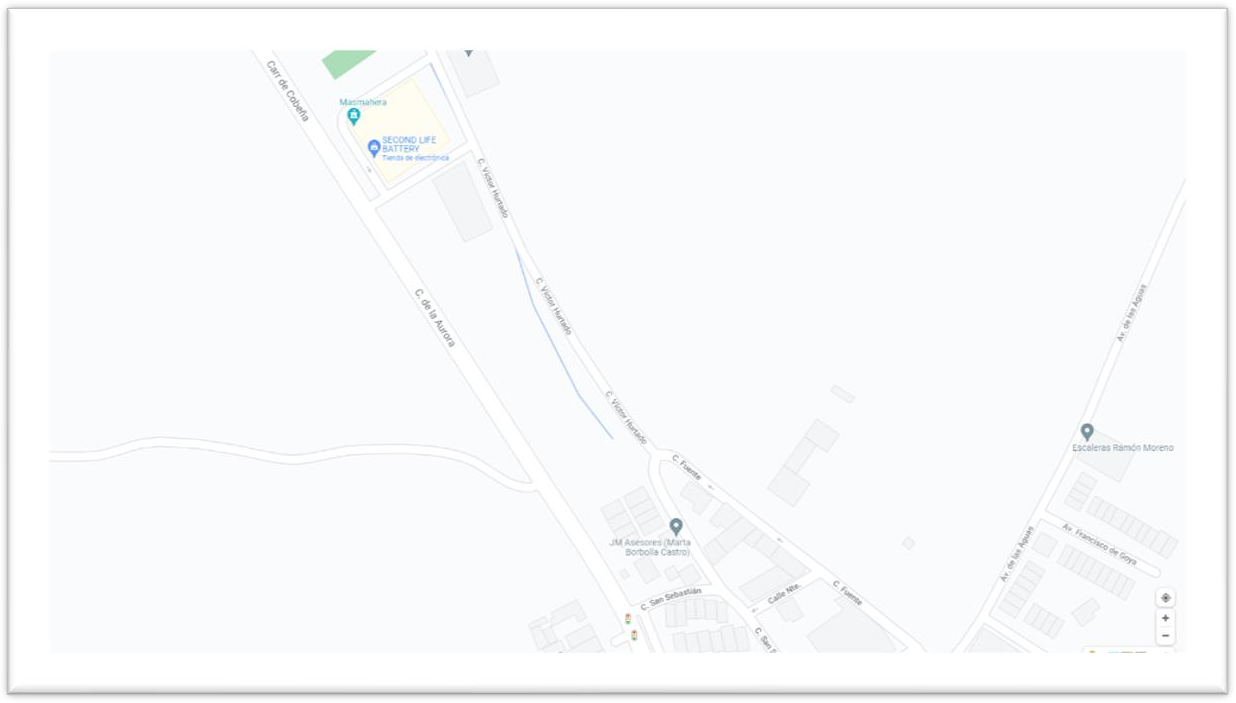 Carr de Cobeña
Masmahera
SECOND LIFE
BATTERY
Tienda de electrónica
C. Víctor Hurtado
C. Víctor Hurtado
C. de la Aurora
C. Víctor Hurtado
Av. de las Aguas
Escaleras Ramón Moreno
C. Fuente
JM Asesores (Marta
Borbolla Castro)
Av. Francisco de Goya
Av. de las Aguas
C. San Sebastián
Calle Nte.
C. Fuente
C. San S